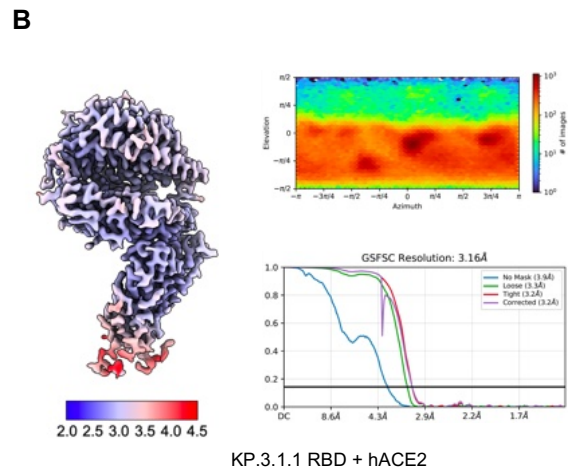 B
π/2
π/4
0
−π/4
−π/2
Elevation
−π
−3π/4
−π/2
−π/4
0
π/4
π/2
3π/4
π
Azimuth
10³
10²
10¹
10⁰
# of images
GSFSC Resolution: 3.16Å
1.0
0.8
0.6
0.4
0.2
0.0
No Mask (3.9Å)
Loose (3.3Å)
Tight (3.2Å)
Corrected (3.2Å)
DC 8.6Å 4.3Å 2.9Å 2.2Å 1.7Å
2.0 2.5 3.0 3.5 4.0 4.5
KP.3.1.1 RBD + hACE2